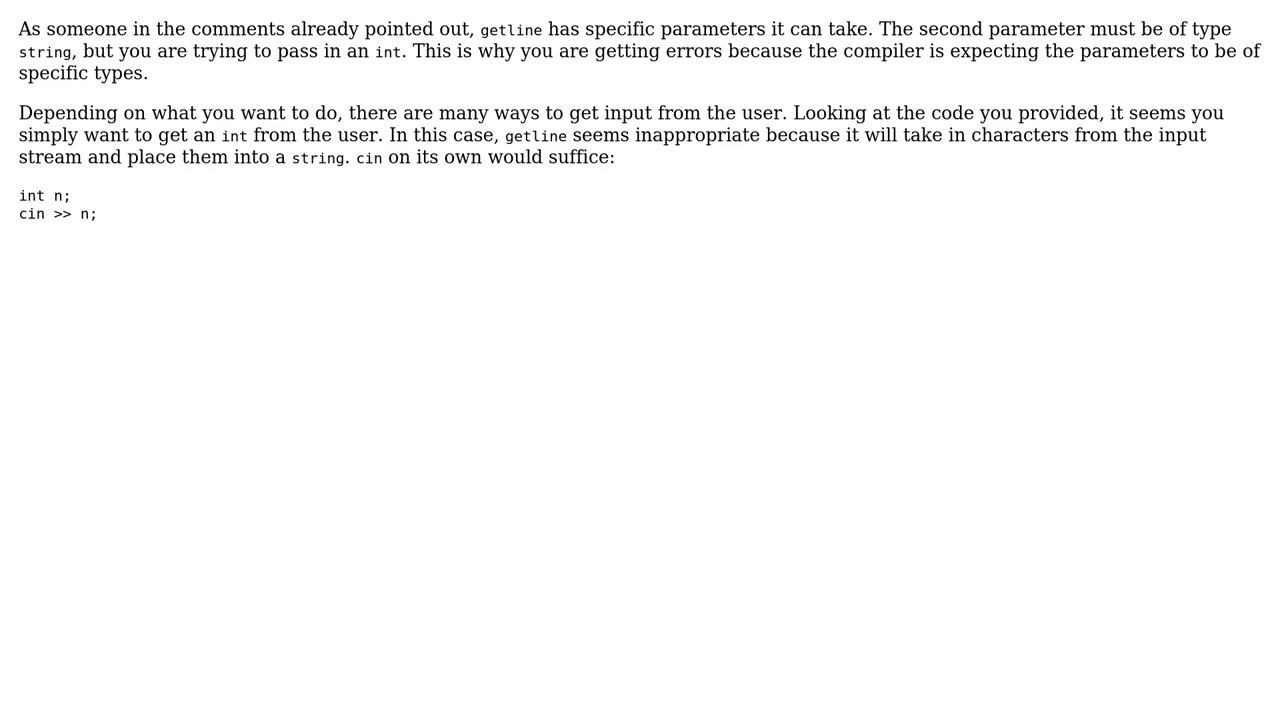 As someone in the comments already pointed out, getline has specific parameters it can take. The second parameter must be of type
string, but you are trying to pass in an int. This is why you are getting errors because the compiler is expecting the parameters to be of
specific types.
Depending on what you want to do, there are many ways to get input from the user. Looking at the code you provided, it seems you
simply want to get an int from the user. In this case, getline seems inappropriate because it will take in characters from the input
stream and place them into a string. cin on its own would suffice:
int n;
cin >> n;